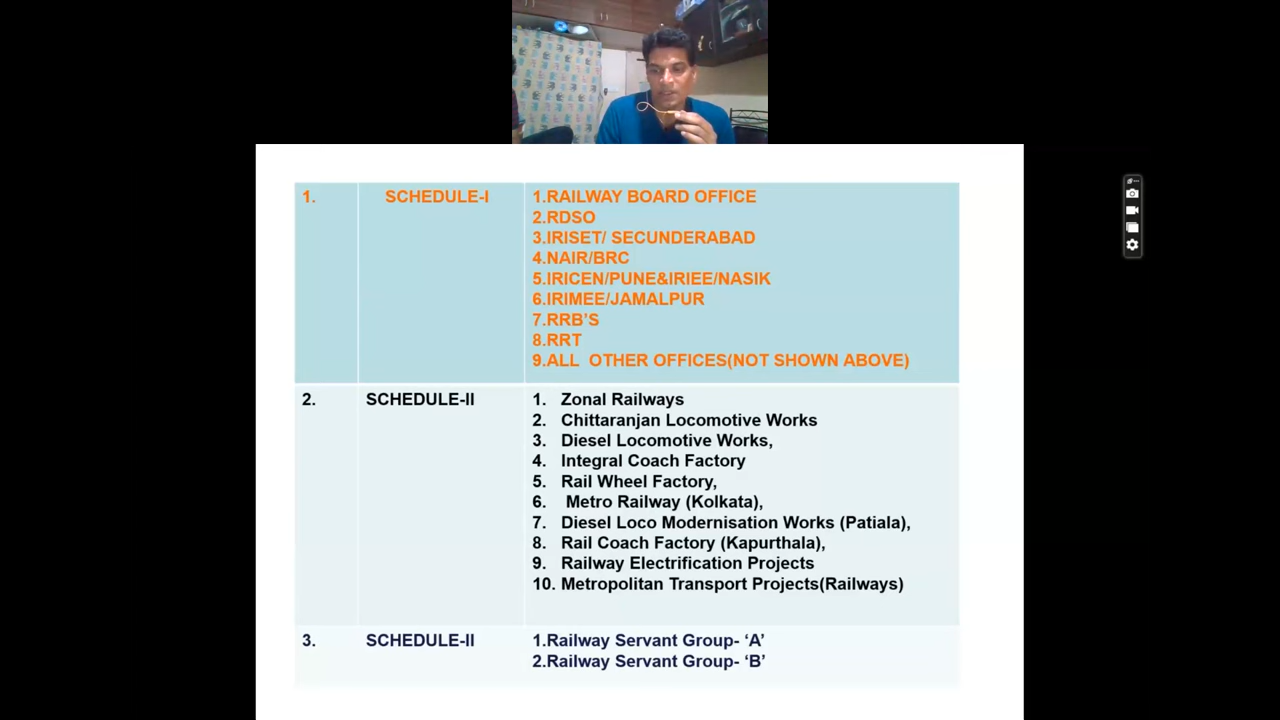 1. SCHEDULE-I 1.RAILWAY BOARD OFFICE
2.RDSO
3.IRISET/ SECUNDERABAD
4.NAIR/BRC
5.IRICEN/PUNE&IRIEE/NASIK
6.IRIMEE/JAMALPUR
7.RRB’S
8.RRT
9.ALL OTHER OFFICES(NOT SHOWN ABOVE)
2. SCHEDULE-II 1. Zonal Railways
2. Chittaranjan Locomotive Works
3. Diesel Locomotive Works,
4. Integral Coach Factory
5. Rail Wheel Factory,
6. Metro Railway (Kolkata),
7. Diesel Loco Modernisation Works (Patiala),
8. Rail Coach Factory (Kapurthala),
9. Railway Electrification Projects
10. Metropolitan Transport Projects(Railways)
3. SCHEDULE-II 1.Railway Servant Group- ‘A’
2.Railway Servant Group- ‘B’